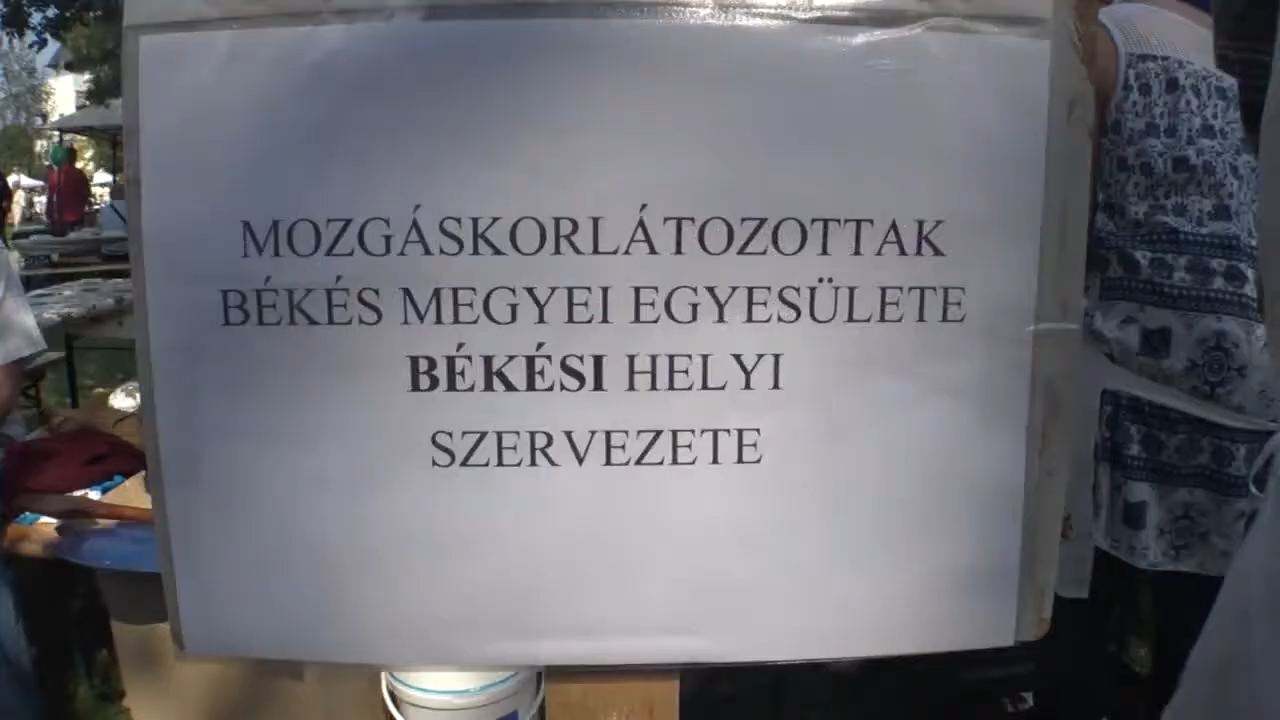 MOZGÁSKORLÁTOZOTTAK
BÉKÉS MEGYEI EGYESÜLETE
BÉKÉSI HELYI
SZERVEZETE